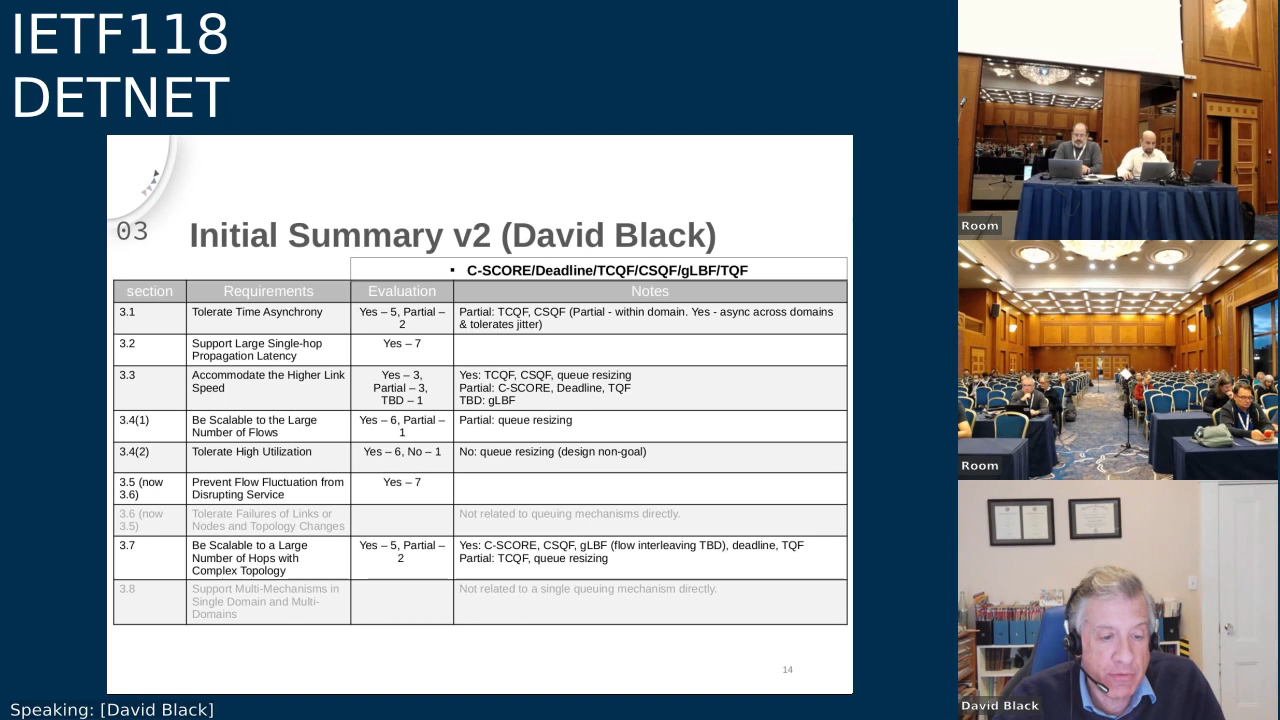 IETF118
DETNET
03
Initial Summary v2 (David Black)
▪ C-SCORE/Deadline/TCQF/CSQF/gLBF/TQF
section Requirements Evaluation Notes
3.1 Tolerate Time Asynchrony Yes – 5, Partial – Partial: TCQF, CSQF (Partial - within domain. Yes - async across domains
2 & tolerates jitter)
3.2 Support Large Single-hop Yes – 7
Propagation Latency
3.3 Accommodate the Higher Link Yes – 3, Yes: TCQF, CSQF, queue resizing
Speed Partial – 3, Partial: C-SCORE, Deadline, TQF
TBD – 1 TBD: gLBF
3.4(1) Be Scalable to the Large Yes – 6, Partial – Partial: queue resizing
Number of Flows 1
3.4(2) Tolerate High Utilization Yes – 6, No – 1 No: queue resizing (design non-goal)
3.5 (now Prevent Flow Fluctuation from Yes – 7
3.6) Disrupting Service
3.6 (now Tolerate Failures of Links or Not related to queuing mechanisms directly.
3.5) Nodes and Topology Changes
3.7 Be Scalable to a Large Yes – 5, Partial – Yes: C-SCORE, CSQF, gLBF (flow interleaving TBD), deadline, TQF
Number of Hops with 2 Partial: TCQF, queue resizing
Complex Topology
3.8 Support Multi-Mechanisms in Not related to a single queuing mechanism directly.
Single Domain and Multi-
Domains
14
Room
Room
David Black
Speaking: [David Black]